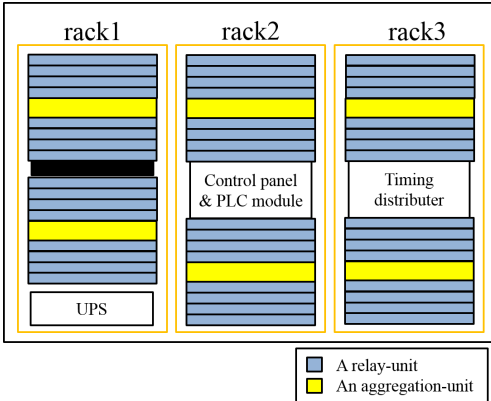 rack1
rack2
rack3
Control panel
& PLC module
Timing
distributer
UPS
A relay-unit
An aggregation-unit